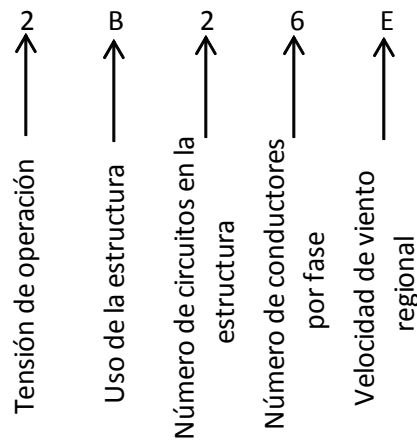 2 B 2 6 E
Tensión de operación
Uso de la estructura
Número de circuitos en la
estructura
Número de conductores
por fase
Velocidad de viento
regional